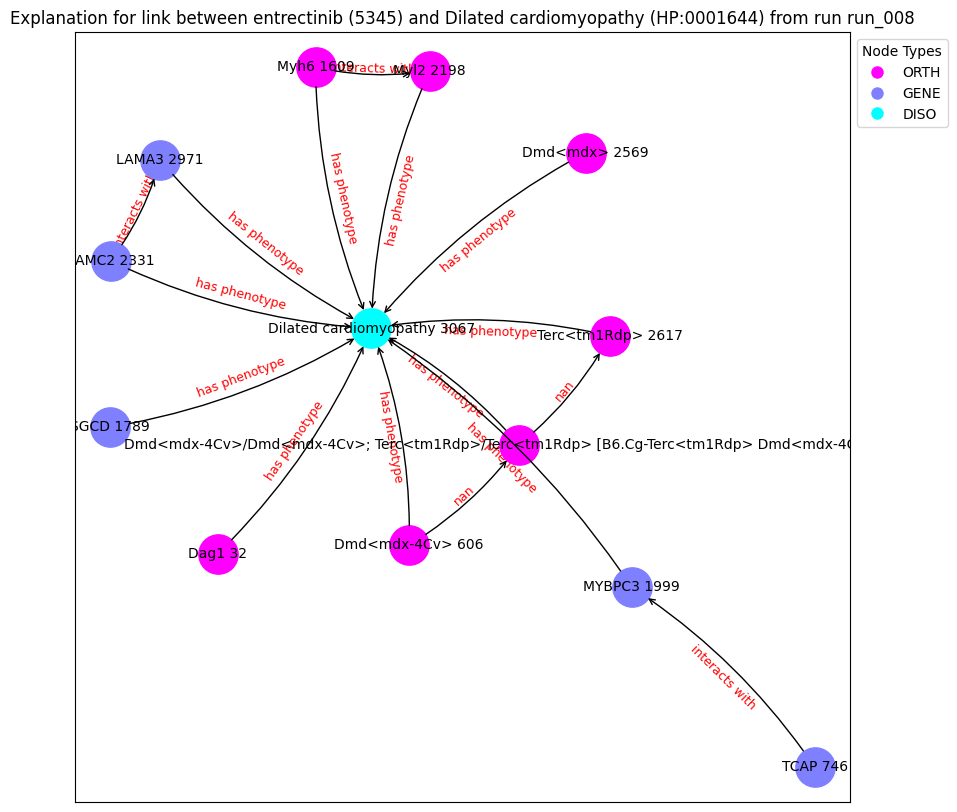 Explanation for link between entrectinib (5345) and Dilated cardiomyopathy (HP:0001644) from run run_008
Node Types
ORTH
GENE
DISO
Myh6 1609
interacts with
Myl2 2198
LAMA3 2971
Dmd<mdx> 2569
interacts with
has phenotype
has phenotype
has phenotype
has phenotype
AMC2 2331
has phenotype
Dilated cardiomyopathy 3067
has phenotype
Terc<tm1Rdp> 2617
has phenotype
has phenotype
nan
SGCD 1789
has phenotype
has phenotype
has phenotype
Dmd<mdx-4Cv>/Dmd<mdx-4Cv>; Terc<tm1Rdp>/Terc<tm1Rdp> [B6.Cg-Terc<tm1Rdp> Dmd<mdx-4C
nan
Dag1 32
Dmd<mdx-4Cv> 606
MYBPC3 1999
interacts with
TCAP 746